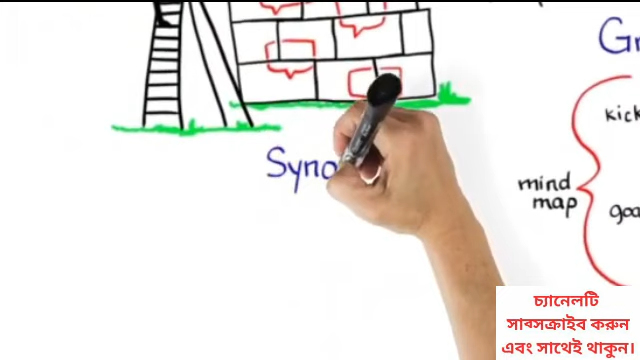 Gr
kick
Syno
mind
map
goa
চ্যানেলটি
সাবসক্রাইব করুন
এবং সাথেই থাকুন।